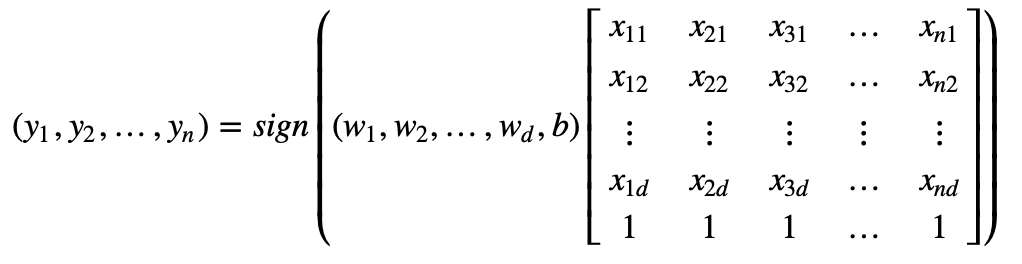 x₁₁ x₂₁ x₃₁ … xₙ₁
x₁₂ x₂₂ x₃₂ … xₙ₂
(y₁, y₂, …, yₙ) = sign ( (w₁, w₂, …, w_d, b) [ ⋮ ⋮ ⋮ ⋮ ⋮ ] )
x₁d x₂d x₃d … xₙd
1 1 1 … 1